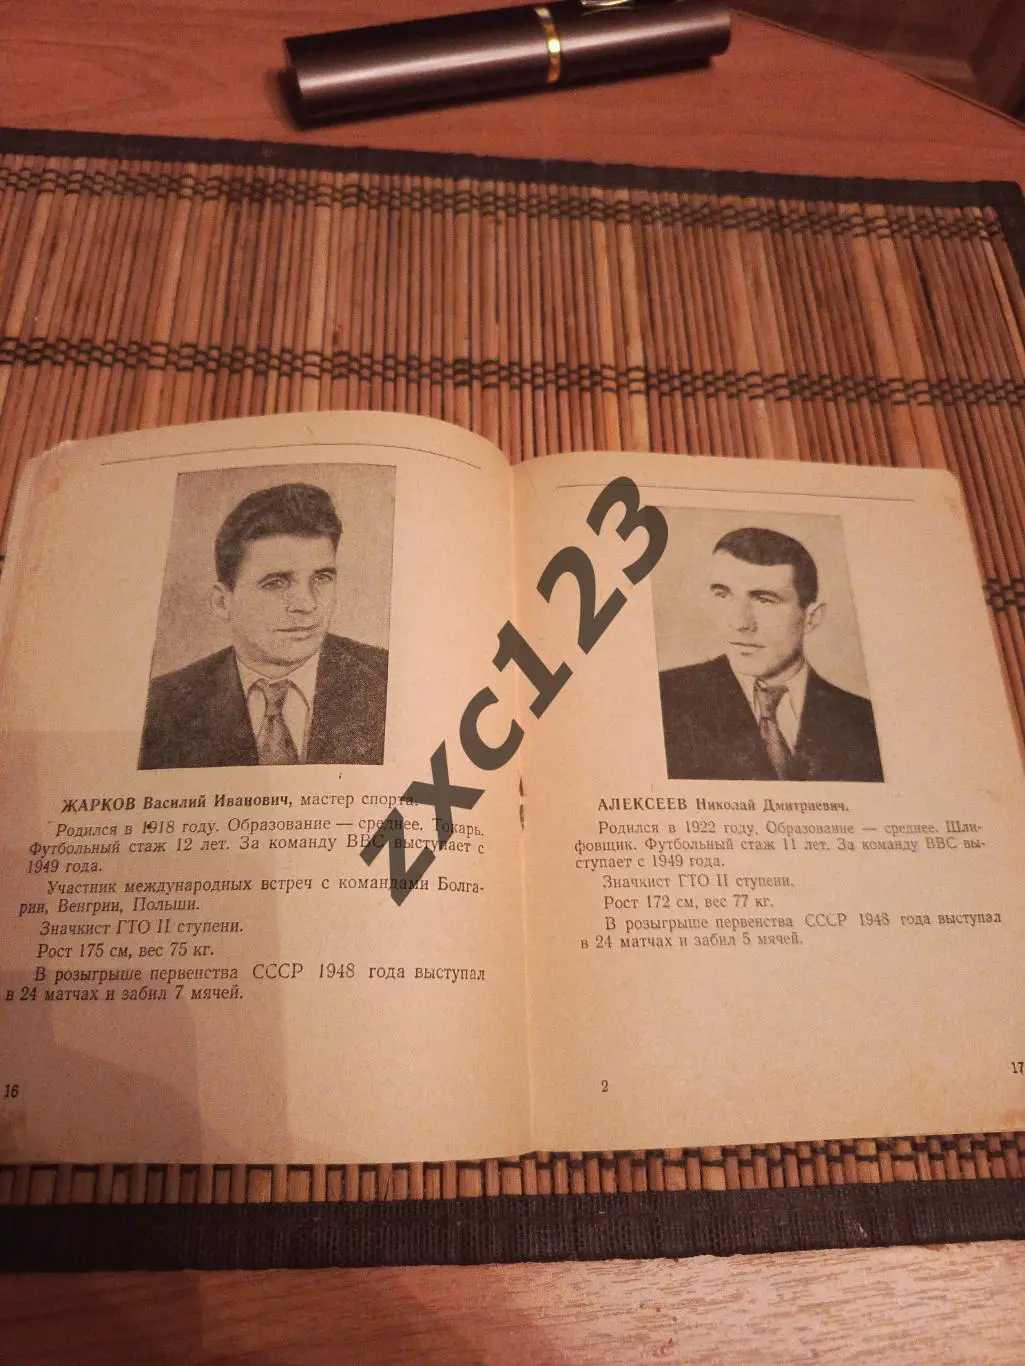 ЖАРКОВ Василий Иванович, мастер спорта.
Родился в 1918 году. Образование — среднее. Токарь.
Футбольный стаж 12 лет. За команду ВВС выступает с
1949 года.
Участник международных встреч с командами Болга-
рии, Венгрии, Польши.
Значкист ГТО II ступени.
Рост 175 см, вес 75 кг.
В розыгрыше первенства СССР 1948 года выступал
в 24 матчах и забил 7 мячей.
16
АЛЕКСЕЕВ Николай Дмитриевич.
Родился в 1922 году. Образование — среднее. Шли-
фовщик. Футбольный стаж 11 лет. За команду ВВС вы-
ступает с 1949 года.
Значкист ГТО II ступени.
Рост 172 см, вес 77 кг.
В розыгрыше первенства СССР 1948 года выступал
в 24 матчах и забил 5 мячей.
2
17
zxc123